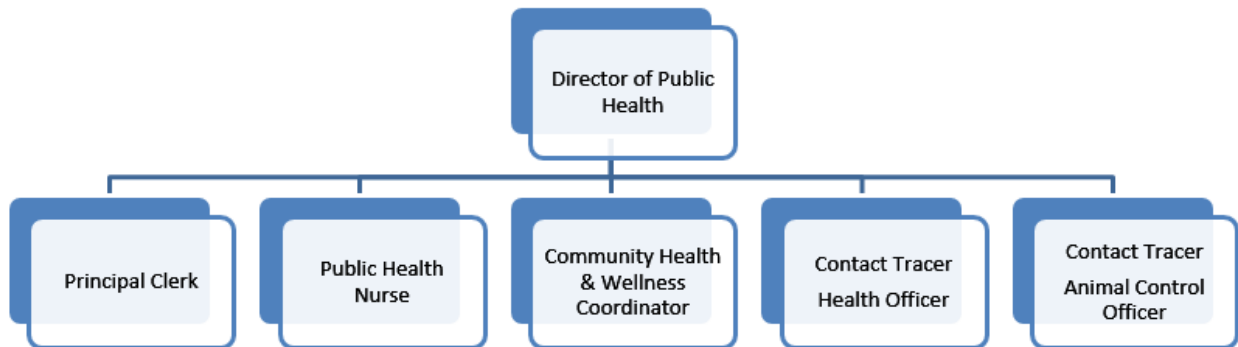 Director of Public
Health
Principal Clerk
Public Health
Nurse
Community Health
& Wellness
Coordinator
Contact Tracer
Health Officer
Contact Tracer
Animal Control
Officer